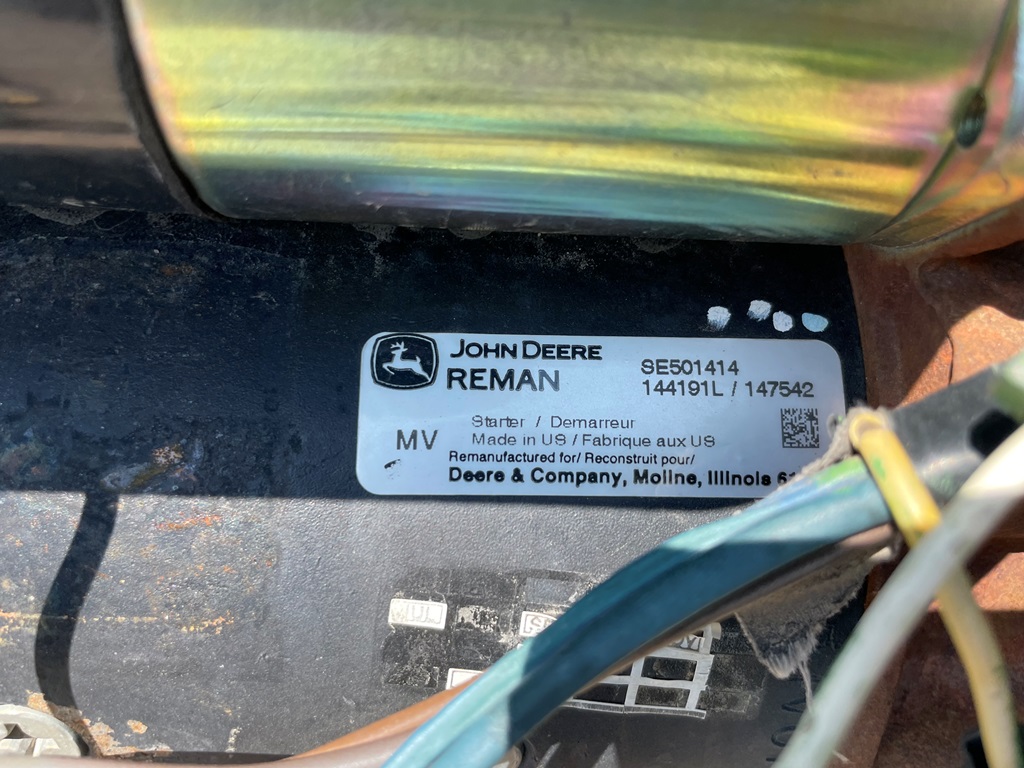 JOHN DEERE
REMAN
SE501414
144191L / 147542
MV
Starter / Demarreur
Made in US / Fabrique aux US
Remanufactured for/ Reconstruit pour/
Deere & Company, Moline, Illinois